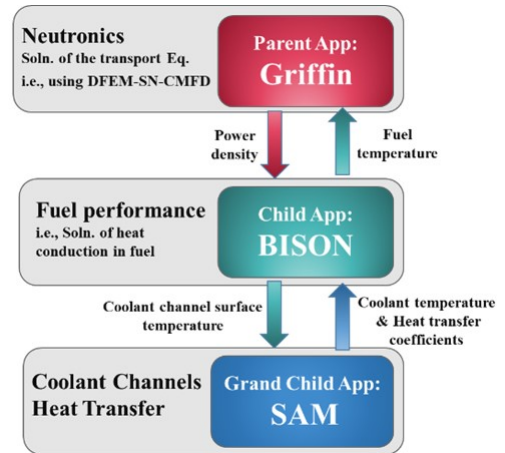 Neutronics
Soln. of the transport Eq.
i.e., using DFEM-SN-CMFD
Parent App:
Griffin
Power
density
Fuel
temperature
Fuel performance
i.e., Soln. of heat
conduction in fuel
Child App:
BISON
Coolant channel surface
temperature
Coolant temperature
& Heat transfer
coefficients
Coolant Channels
Heat Transfer
Grand Child App:
SAM